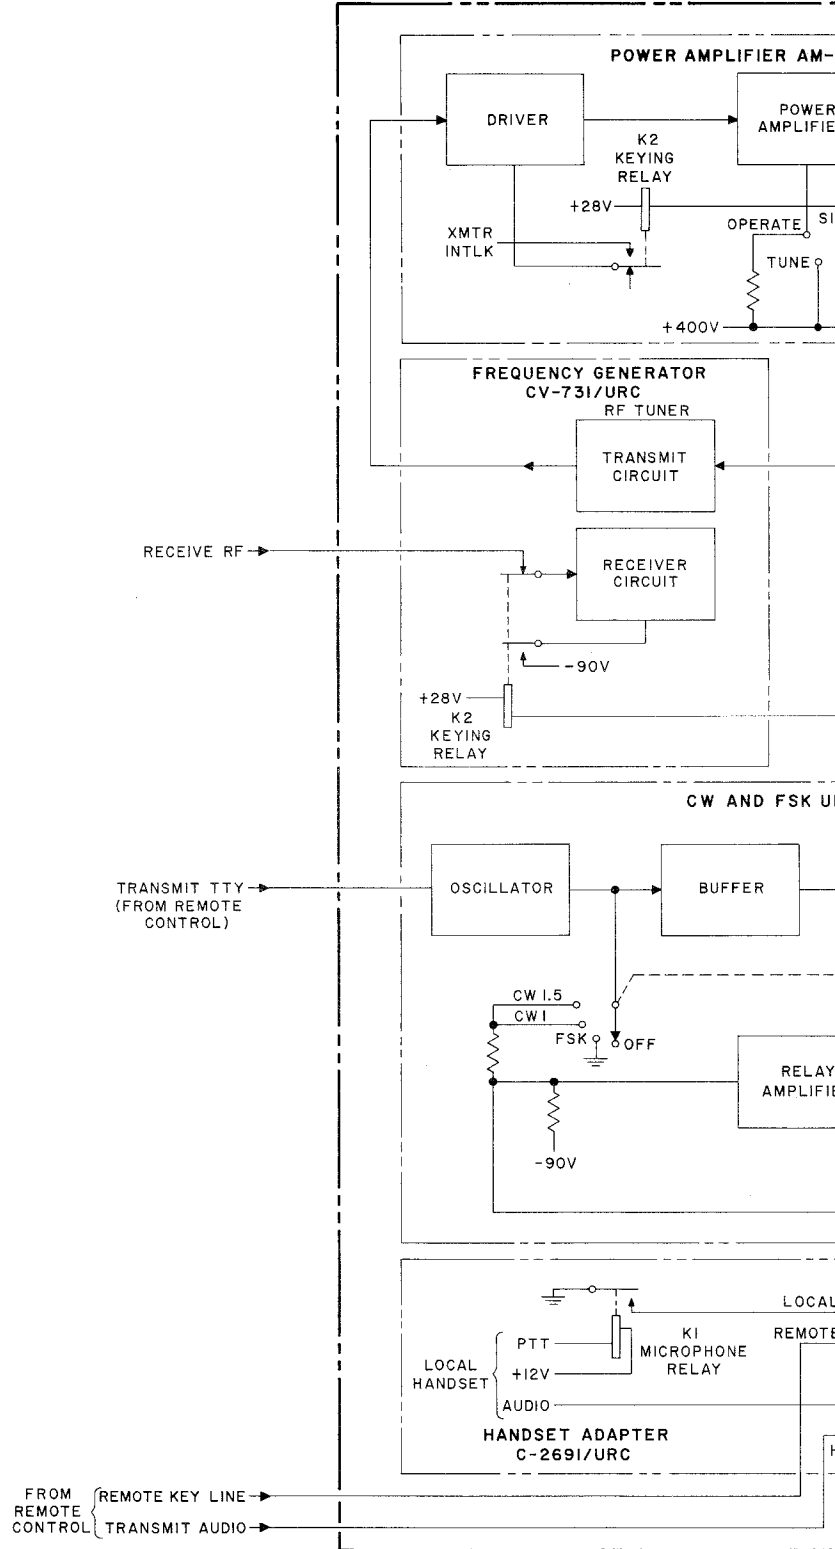 POWER AMPLIFIER AM-
DRIVER
POWER
K2
KEYING
RELAY
+28V
XMTR
INTLK
OPERATE
TUNE
+400V
FREQUENCY GENERATOR
CV-731/URC
RF TUNER
TRANSMIT
CIRCUIT
RECEIVE RF
RECEIVER
CIRCUIT
-90V
+28V
K2
KEYING
RELAY
CW AND FSK
TRANSMIT TTY
(FROM REMOTE
CONTROL)
OSCILLATOR
BUFFER
CW 1.5
CW 1
FSK
OFF
RELAY
-90V
LOCAL
REMOTE
PTT
K1
MICROPHONE
RELAY
LOCAL
HANDSET
+12V
AUDIO
HANDSET ADAPTER
C-2691/URC
FROM
REMOTE
CONTROL
REMOTE KEY LINE
TRANSMIT AUDIO